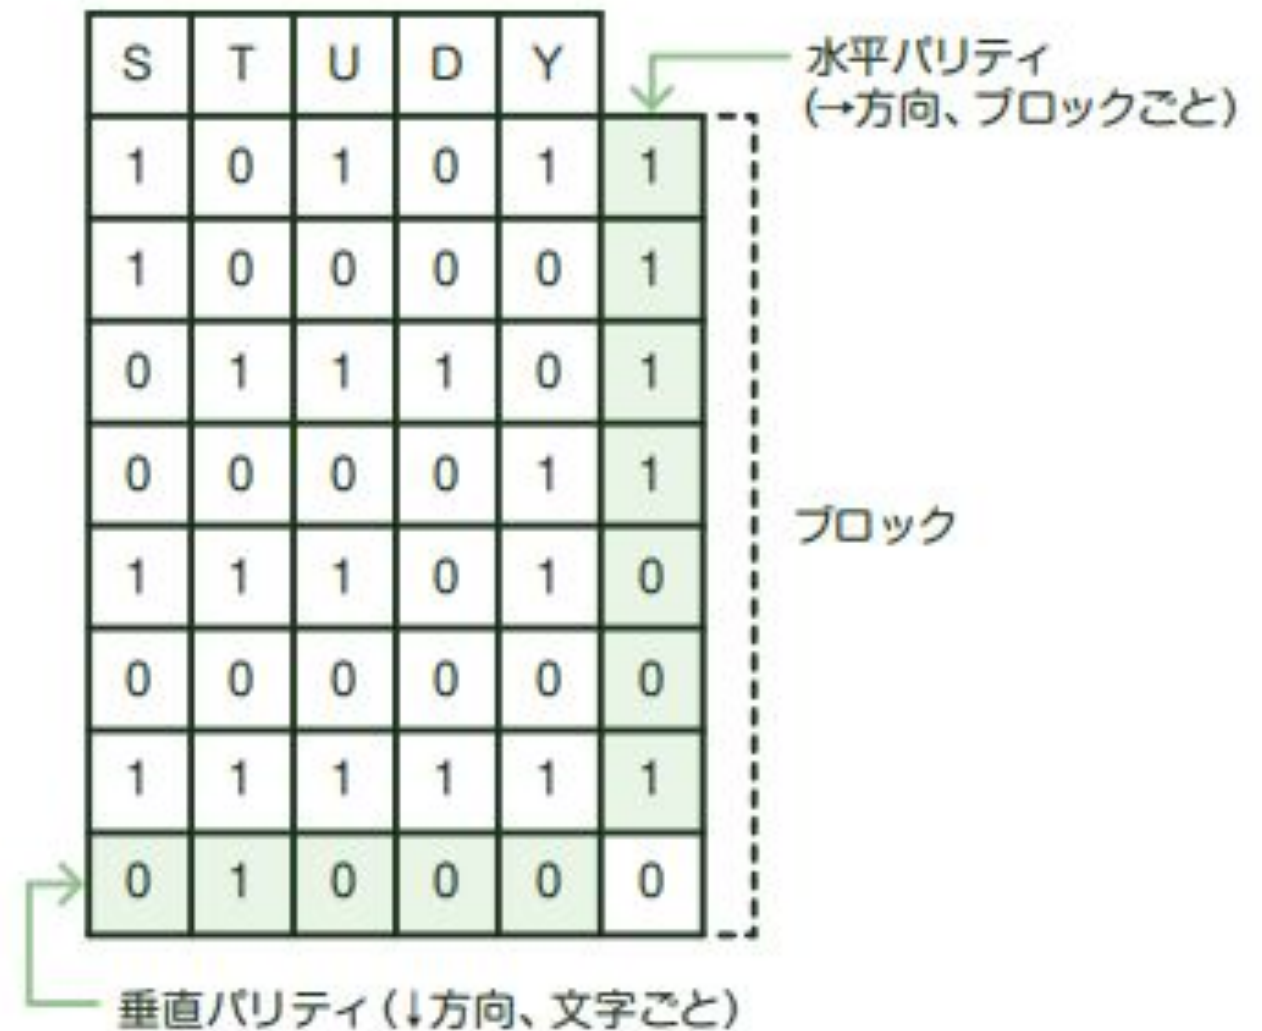 S T U D Y
水平パリティ
(→方向、ブロックごと)
1 0 1 0 1 1
1 0 0 0 0 1
0 1 1 1 0 1
0 0 0 0 1 1
ブロック
1 1 1 0 1 0
0 0 0 0 0 0
1 1 1 1 1 1
0 1 0 0 0 0
垂直パリティ(↓方向、文字ごと)